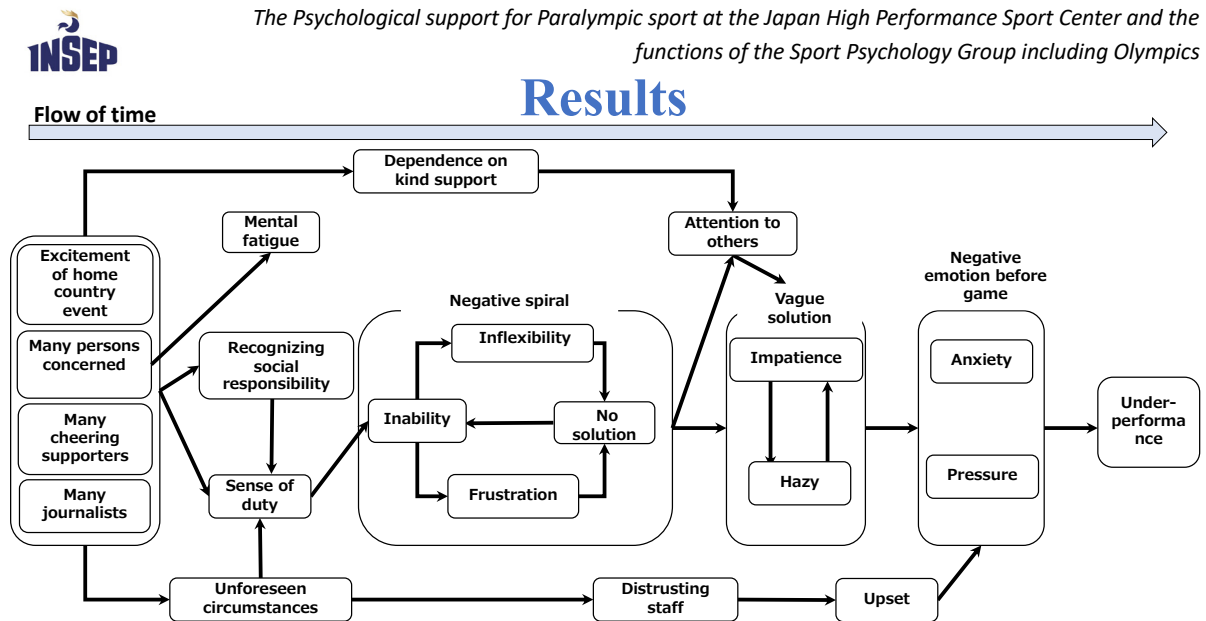 INSEP
The Psychological support for Paralympic sport at the Japan High Performance Sport Center and the
functions of the Sport Psychology Group including Olympics
Results
Flow of time
Dependence on
kind support
Mental
fatigue
Attention to
others
Excitement
of home
country
event
Many persons
concerned
Many
cheering
supporters
Many
journalists
Recognizing
social
responsibility
Sense of
duty
Negative spiral
Inflexibility
Inability
No
solution
Frustration
Vague
solution
Impatience
Hazy
Negative
emotion before
game
Anxiety
Pressure
Under-
performa
nce
Unforeseen
circumstances
Distrusting
staff
Upset